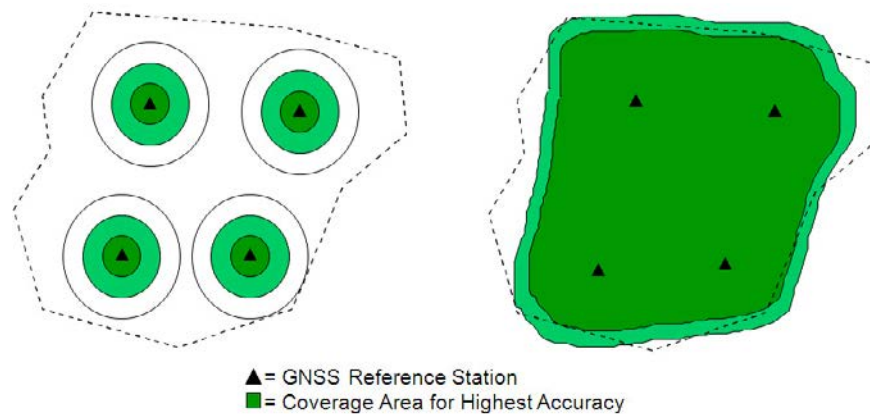 ▲ = GNSS Reference Station
■ = Coverage Area for Highest Accuracy